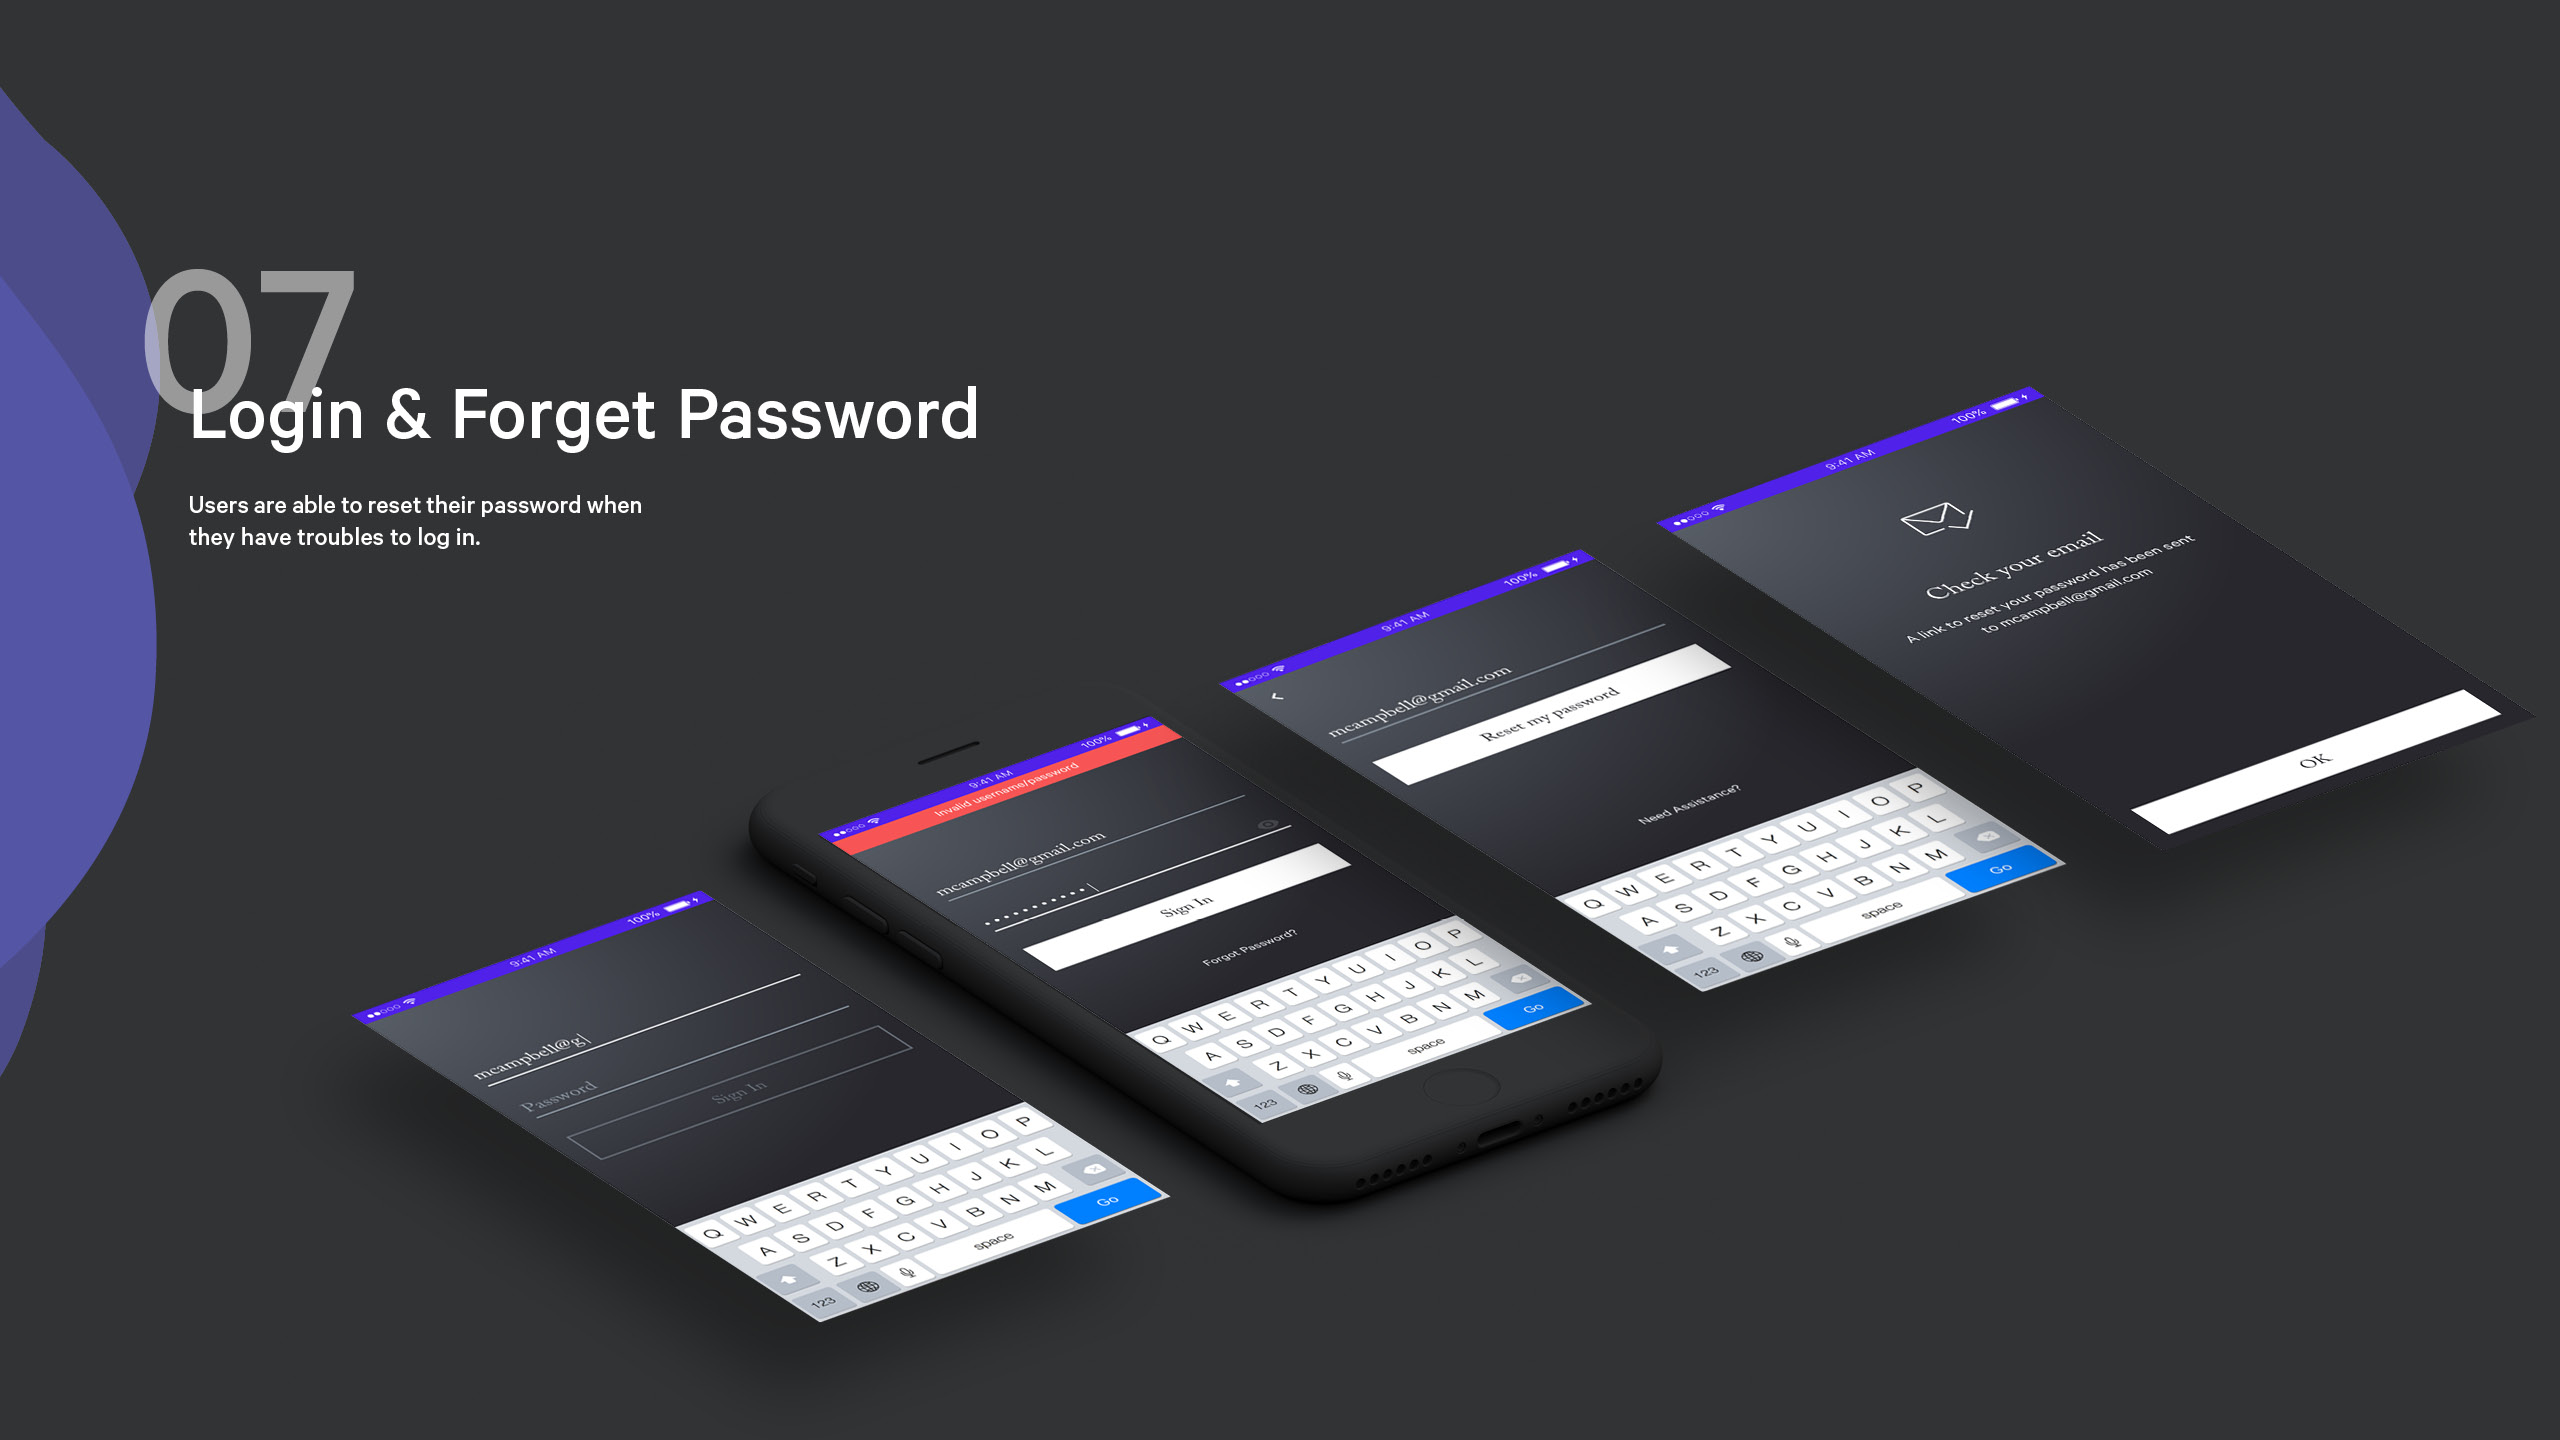 07
Login & Forget Password
Users are able to reset their password when
they have troubles to log in.
9:41 AM
100%
mcampbell@g
Password
Sign In
Q W E R T Y U I O P
A S D F G H J K L
Z X C V B N M
123
space
Go
9:41 AM
100%
Invalid username/password
mcampbell@gmail.com
Sign In
Forgot Password?
Q W E R T Y U I O P
A S D F G H J K L
Z X C V B N M
123
space
Go
9:41 AM
100%
mcampbell@gmail.com
Reset my password
Need Assistance?
Q W E R T Y U I O P
A S D F G H J K L
Z X C V B N M
123
space
Go
9:41 AM
100%
Check your email
A link to reset your password has been sent
to mcampbell@gmail.com
OK